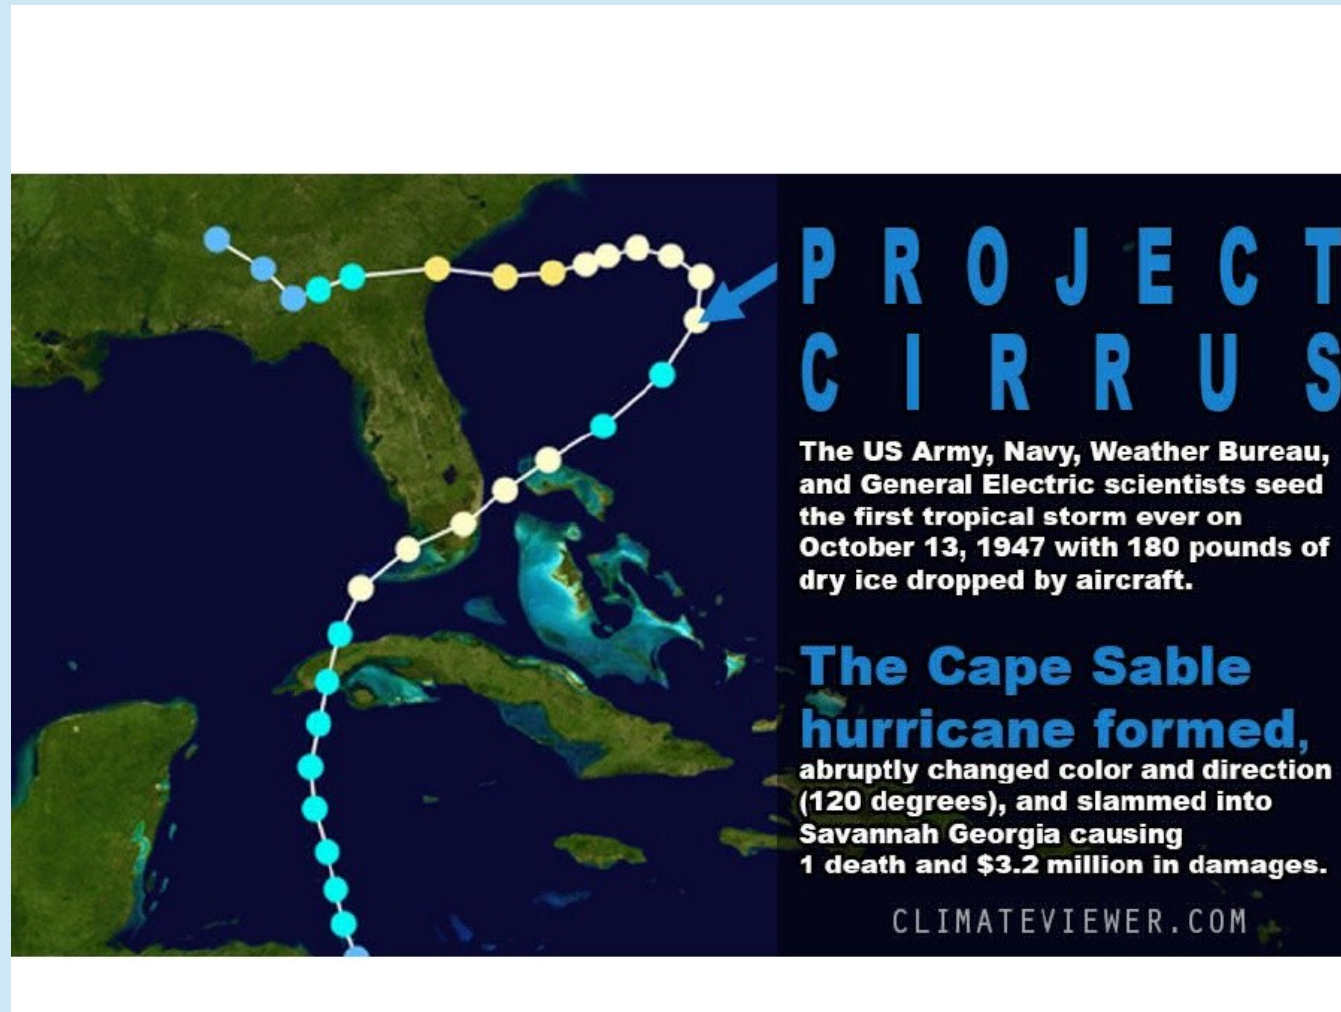 PROJECT
CIRRUS
The US Army, Navy, Weather Bureau,
and General Electric scientists seed
the first tropical storm ever on
October 13, 1947 with 180 pounds of
dry ice dropped by aircraft.
The Cape Sable
hurricane formed,
abruptly changed color and direction
(120 degrees), and slammed into
Savannah Georgia causing
1 death and $3.2 million in damages.
CLIMATEVIEWER.COM